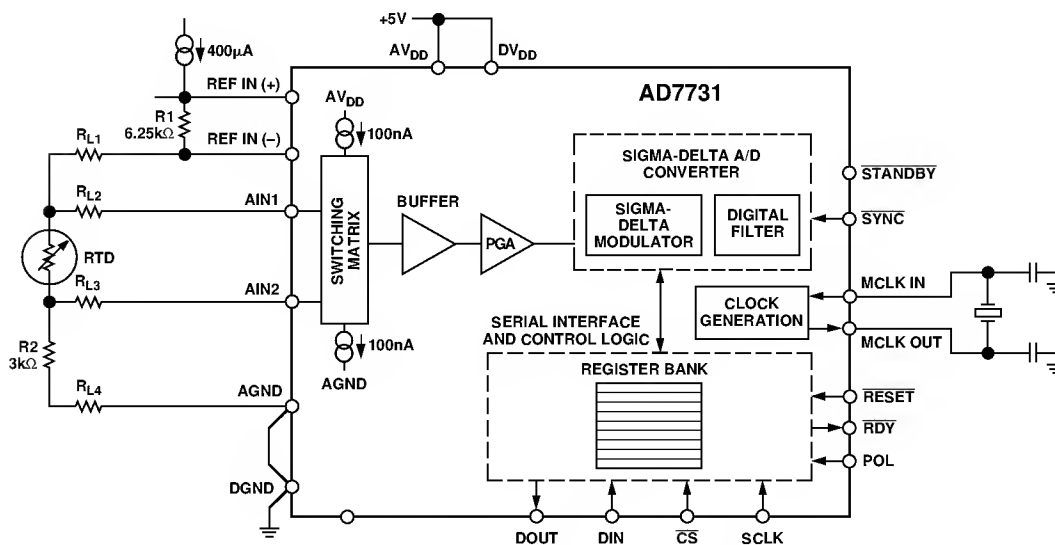 +5V
AVDD
DVDD
400µA
REF IN (+)
R1
6.25kΩ
REF IN (–)
RL1
RL2
AIN1
RTD
RL3
AIN2
R2
3kΩ
RL4
AGND
DGND
AD7731
AVDD
100nA
SWITCHING
MATRIX
100nA
AGND
BUFFER
PGA
SIGMA-DELTA A/D
CONVERTER
SIGMA-
DELTA
MODULATOR
DIGITAL
FILTER
SERIAL INTERFACE
AND CONTROL LOGIC
CLOCK
GENERATION
REGISTER BANK
STANDBY
SYNC
MCLK IN
MCLK OUT
RESET
RDY
POL
DOUT
DIN
CS
SCLK